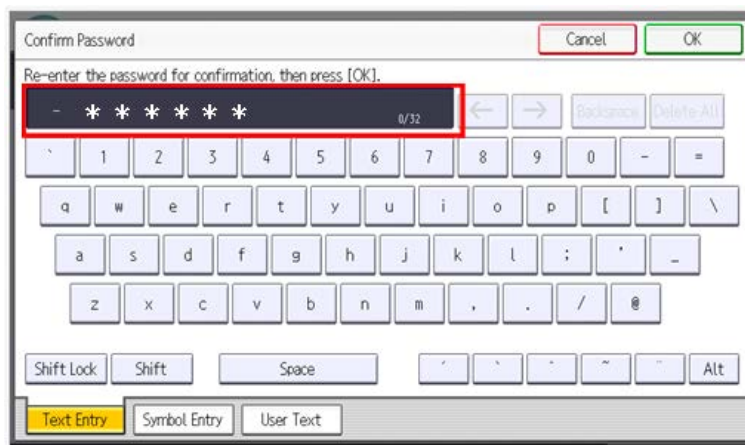 Confirm Password Cancel OK
Re-enter the password for confirmation, then press [OK].
- * * * * * * 0/32 ← → Backspace Delete All
` 1 2 3 4 5 6 7 8 9 0 - =
q w e r t y u i o p [ ] \
a s d f g h j k l ; ' _
z x c v b n m , . / @
Shift Lock Shift Space ´ ` ^ ~ ¨ Alt
Text Entry Symbol Entry User Text